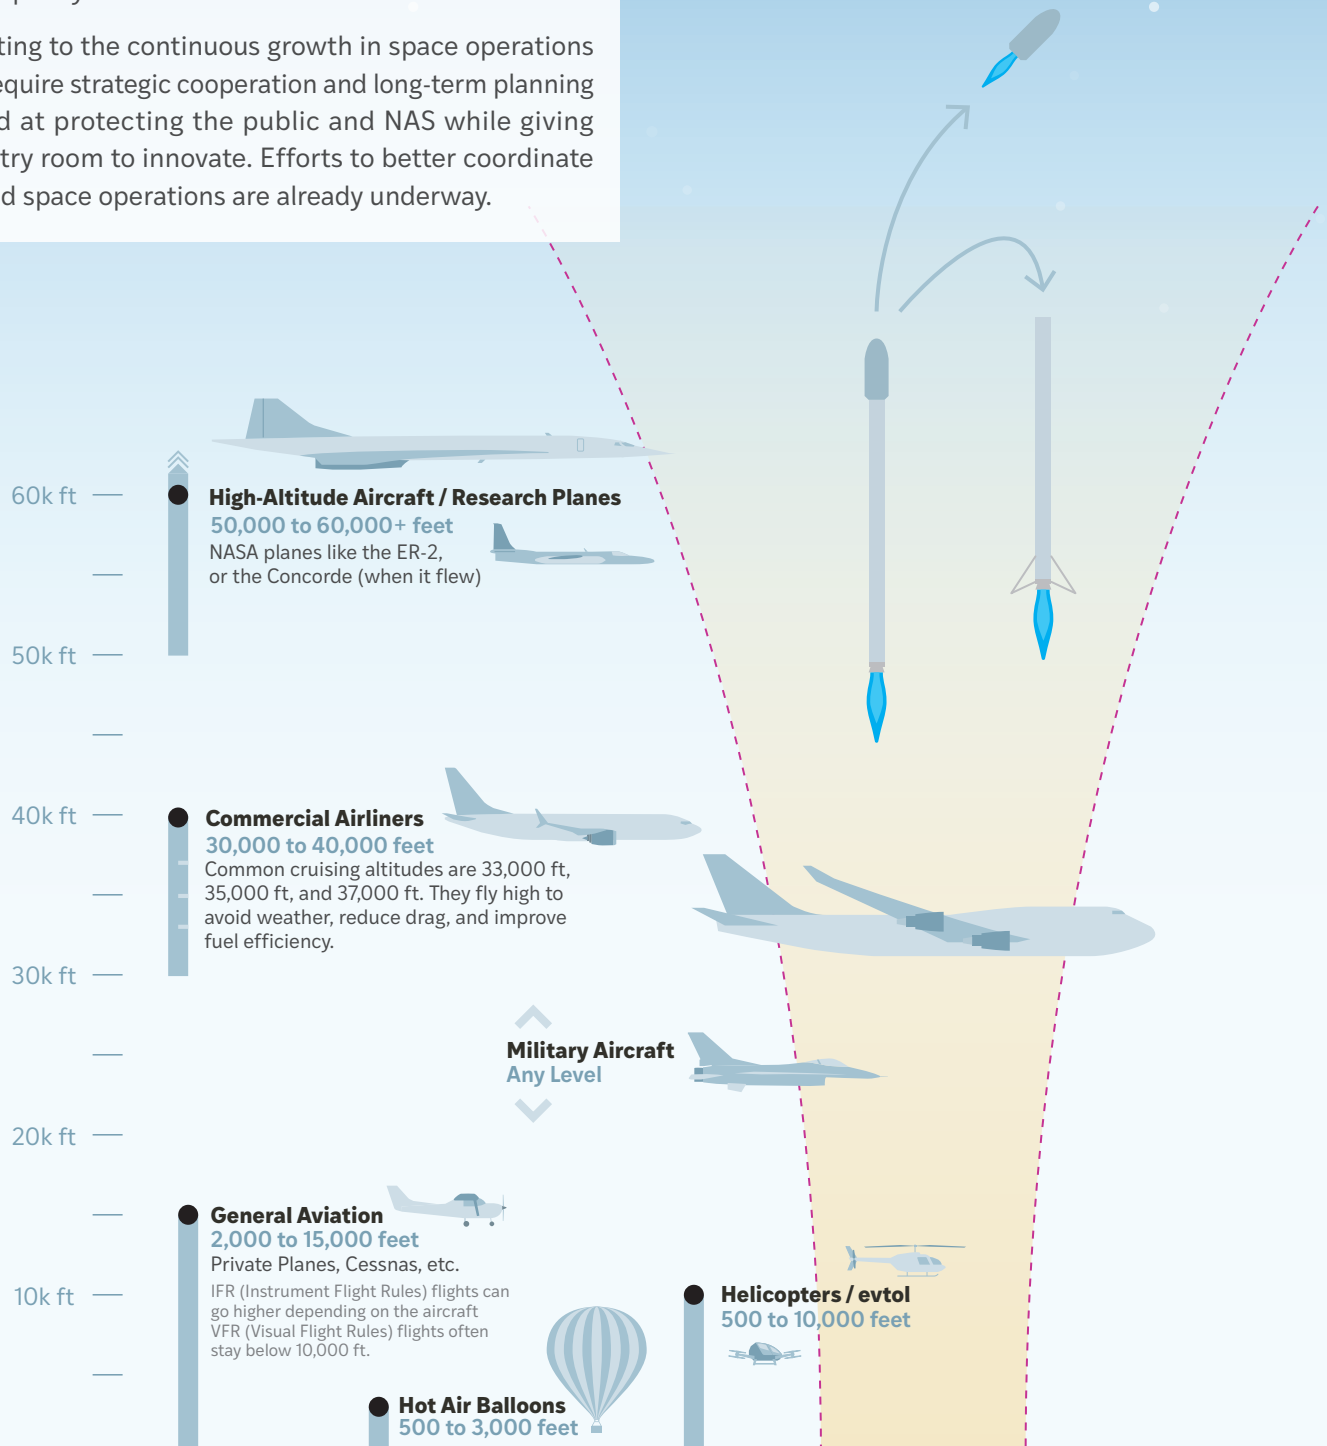 ting to the continuous growth in space operations
equire strategic cooperation and long-term planning
d at protecting the public and NAS while giving
try room to innovate. Efforts to better coordinate
d space operations are already underway.
60k ft
High-Altitude Aircraft / Research Planes
50,000 to 60,000+ feet
NASA planes like the ER-2,
or the Concorde (when it flew)
50k ft
40k ft
Commercial Airliners
30,000 to 40,000 feet
Common cruising altitudes are 33,000 ft,
35,000 ft, and 37,000 ft. They fly high to
avoid weather, reduce drag, and improve
fuel efficiency.
30k ft
Military Aircraft
Any Level
20k ft
General Aviation
2,000 to 15,000 feet
Private Planes, Cessnas, etc.
IFR (Instrument Flight Rules) flights can
go higher depending on the aircraft
VFR (Visual Flight Rules) flights often
stay below 10,000 ft.
10k ft
Helicopters / evtol
500 to 10,000 feet
Hot Air Balloons
500 to 3,000 feet